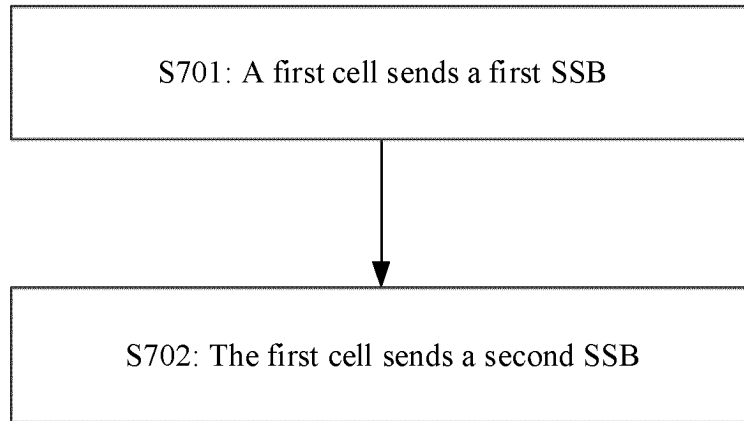 S701: A first cell sends a first SSB
S702: The first cell sends a second SSB